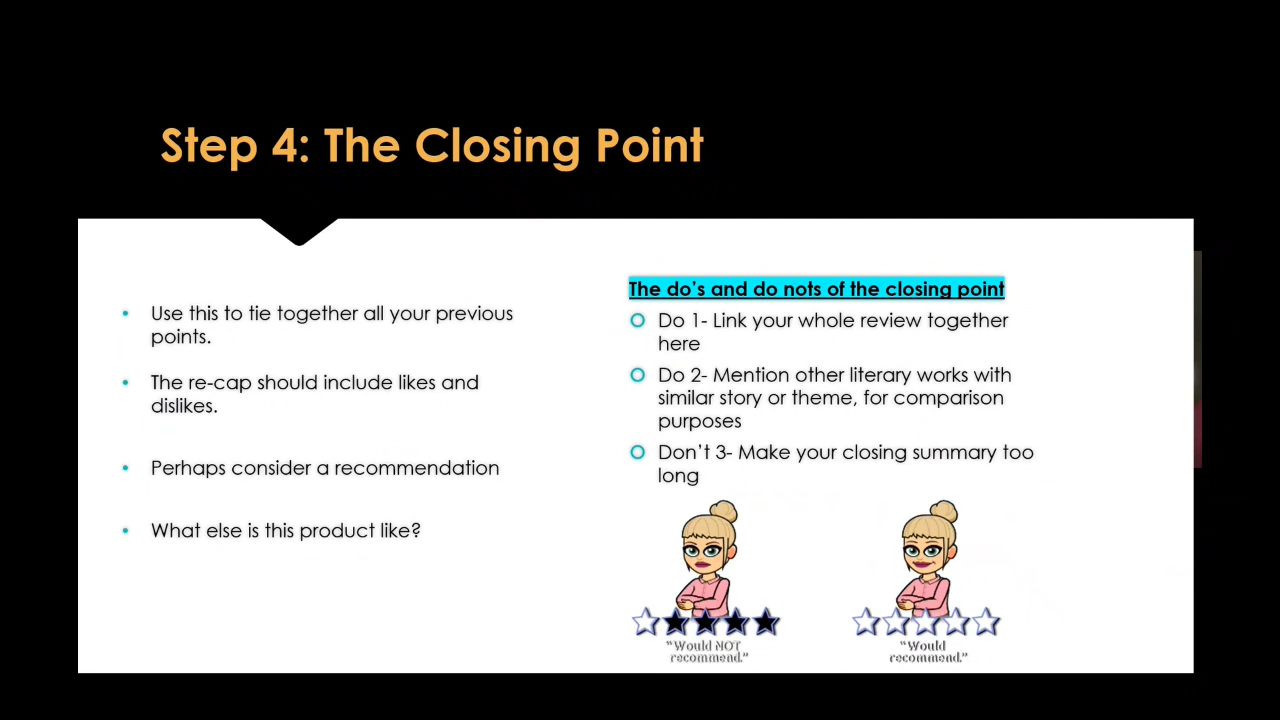 Step 4: The Closing Point
Use this to tie together all your previous
points.
The re-cap should include likes and
dislikes.
Perhaps consider a recommendation
What else is this product like?
The do's and do nots of the closing point
Do 1- Link your whole review together
here
Do 2- Mention other literary works with
similar story or theme, for comparison
purposes
Don't 3- Make your closing summary too
long
"Would NOT
recommend."
"Would
recommend."